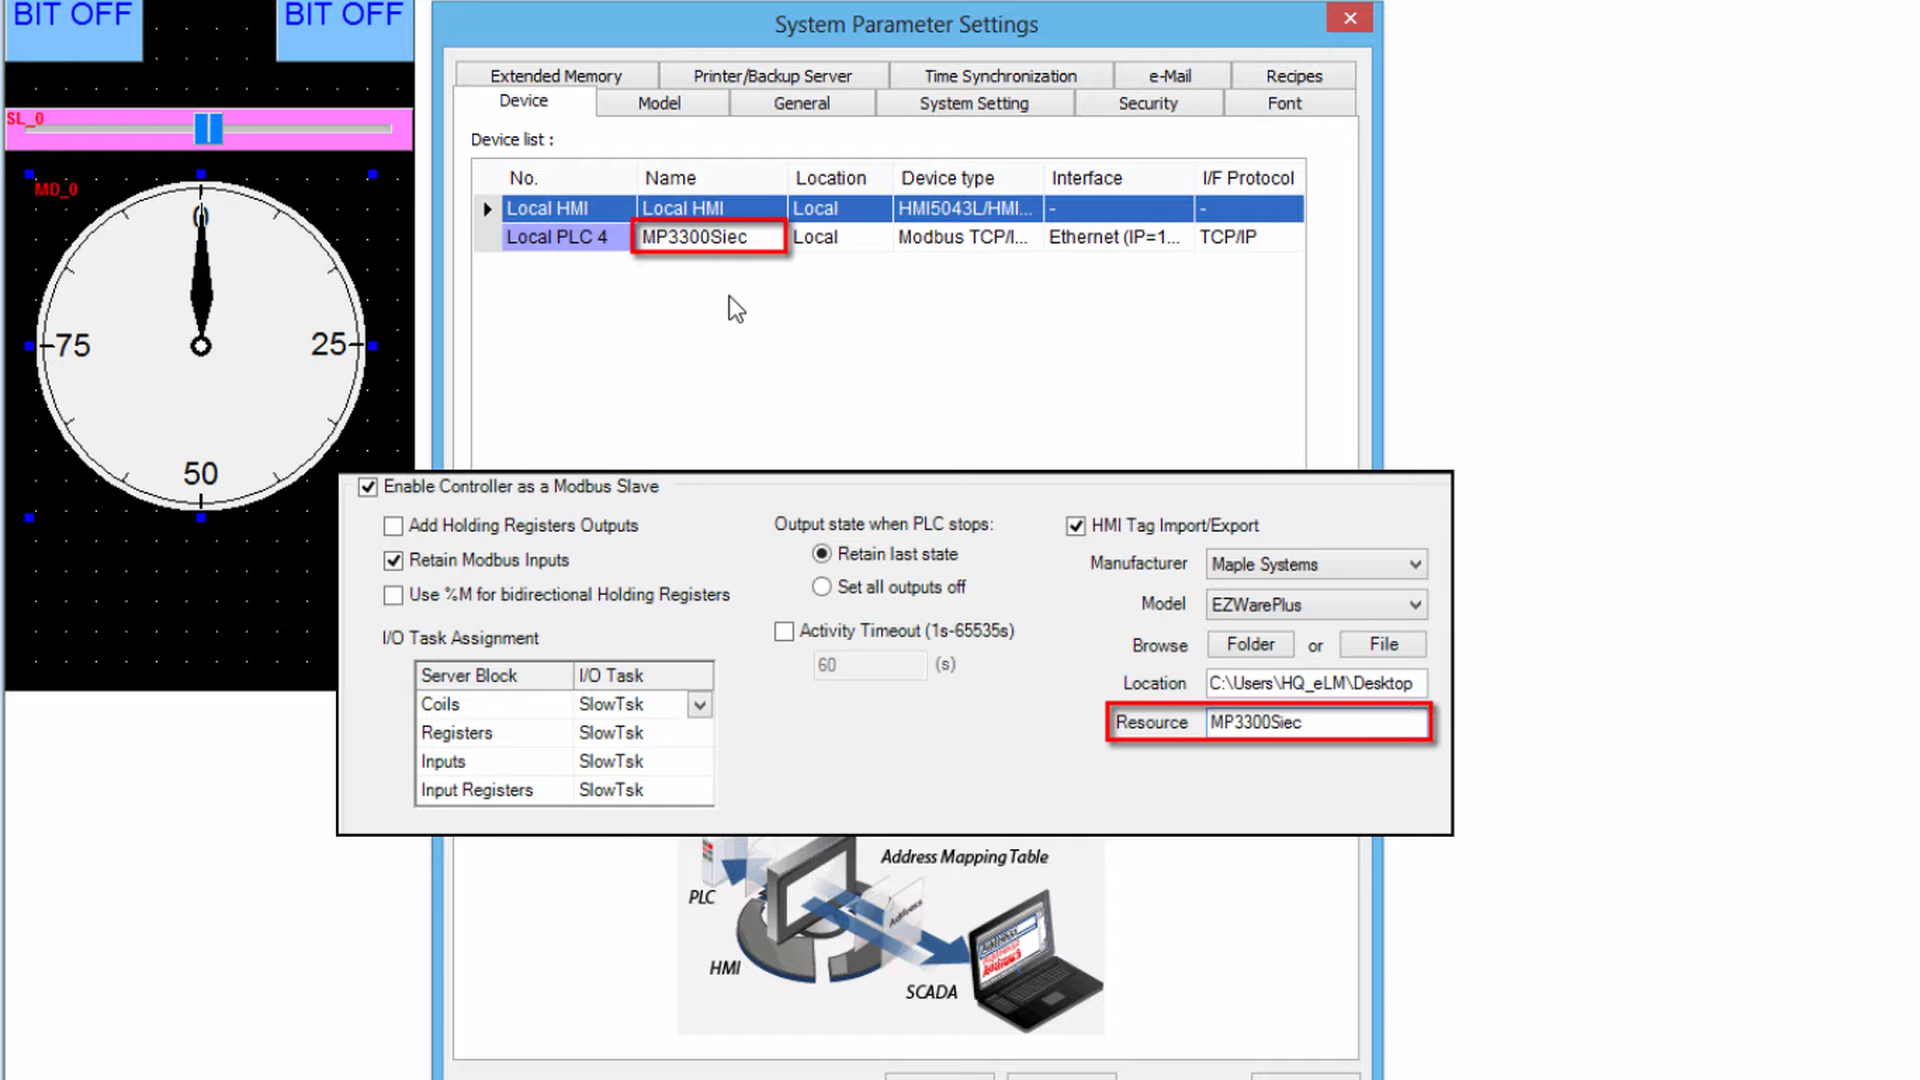 BIT OFF
BIT OFF
SL_0
MD_0
0
25
50
75
System Parameter Settings
Extended Memory
Printer/Backup Server
Time Synchronization
e-Mail
Recipes
Device
Model
General
System Setting
Security
Font
Device list :
No. Name Location Device type Interface I/F Protocol
Local HMI Local HMI Local HMI5043L/HMI... - -
Local PLC 4 MP3300Siec Local Modbus TCP/I... Ethernet (IP=1... TCP/IP
Enable Controller as a Modbus Slave
Add Holding Registers Outputs
Retain Modbus Inputs
Use %M for bidirectional Holding Registers
I/O Task Assignment
Server Block I/O Task
Coils SlowTsk
Registers SlowTsk
Inputs SlowTsk
Input Registers SlowTsk
Output state when PLC stops:
Retain last state
Set all outputs off
Activity Timeout (1s-65535s)
60 (s)
HMI Tag Import/Export
Manufacturer Maple Systems
Model EZWarePlus
Browse Folder or File
Location C:\Users\HQ_eLM\Desktop
Resource MP3300Siec
Address Mapping Table
PLC
Address
HMI
SCADA